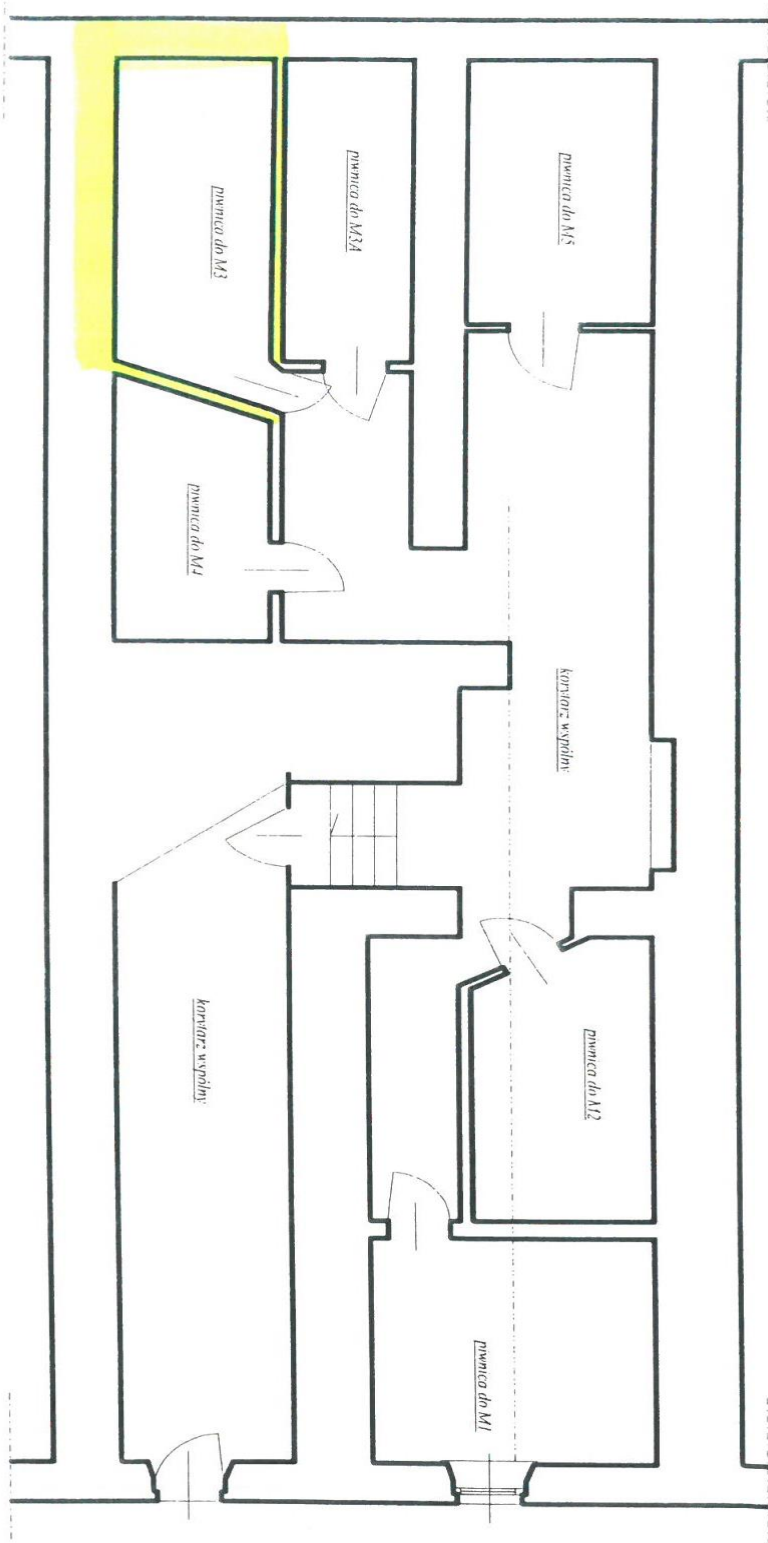 piwnica do M3
piwnica do M3A
piwnica do M5
piwnica do M4
korytarz wspólny
korytarz wspólny
piwnica do M2
piwnica do M1